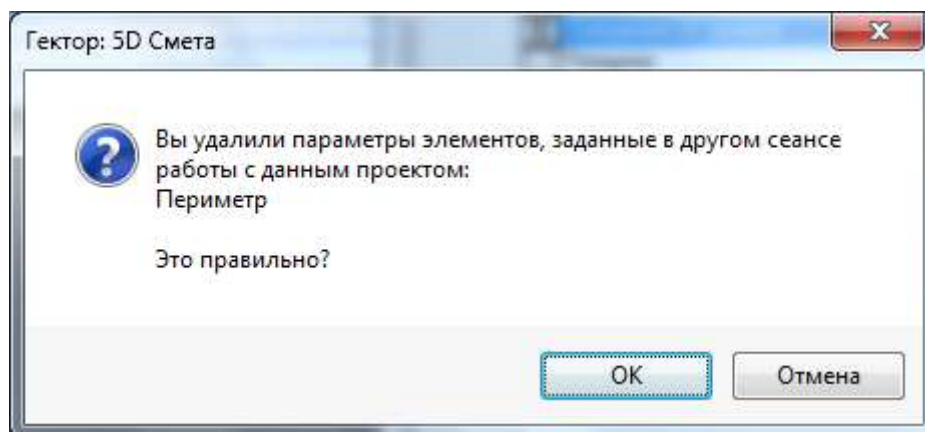 Гектор: 5D Смета
Вы удалили параметры элементов, заданные в другом сеансе
работы с данным проектом:
Периметр
Это правильно?
OK
Отмена